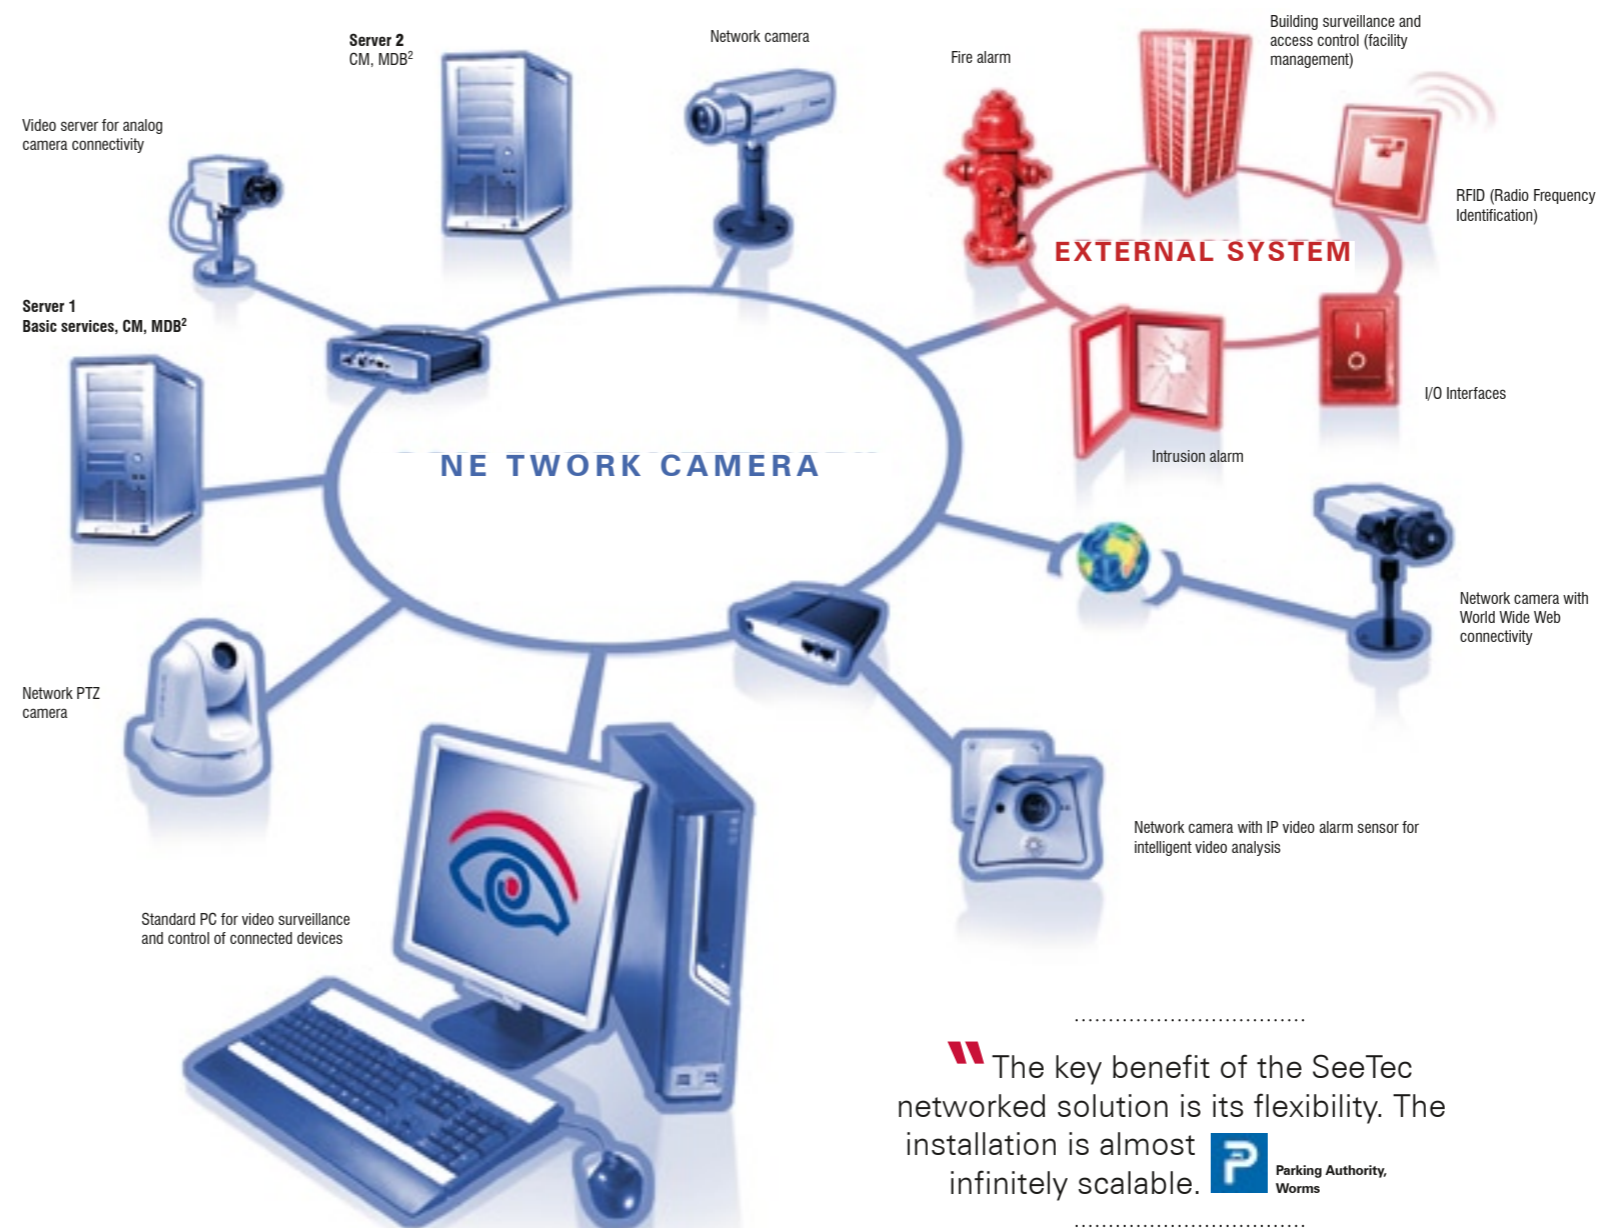 Server 2
CM, MDB²
Network camera
Fire alarm
Building surveillance and
access control (facility
management)
Video server for analog
camera connectivity
RFID (Radio Frequency
Identification)
EXTERNAL SYSTEM
Server 1
Basic services, CM, MDB²
I/O Interfaces
Intrusion alarm
NE TWORK CAMERA
Network camera with
World Wide Web
connectivity
Network PTZ
camera
Network camera with IP video alarm sensor for
intelligent video analysis
Standard PC for video surveillance
and control of connected devices
"The key benefit of the SeeTec
networked solution is its flexibility. The
installation is almost
infinitely scalable.
P
Parking Authority,
Worms